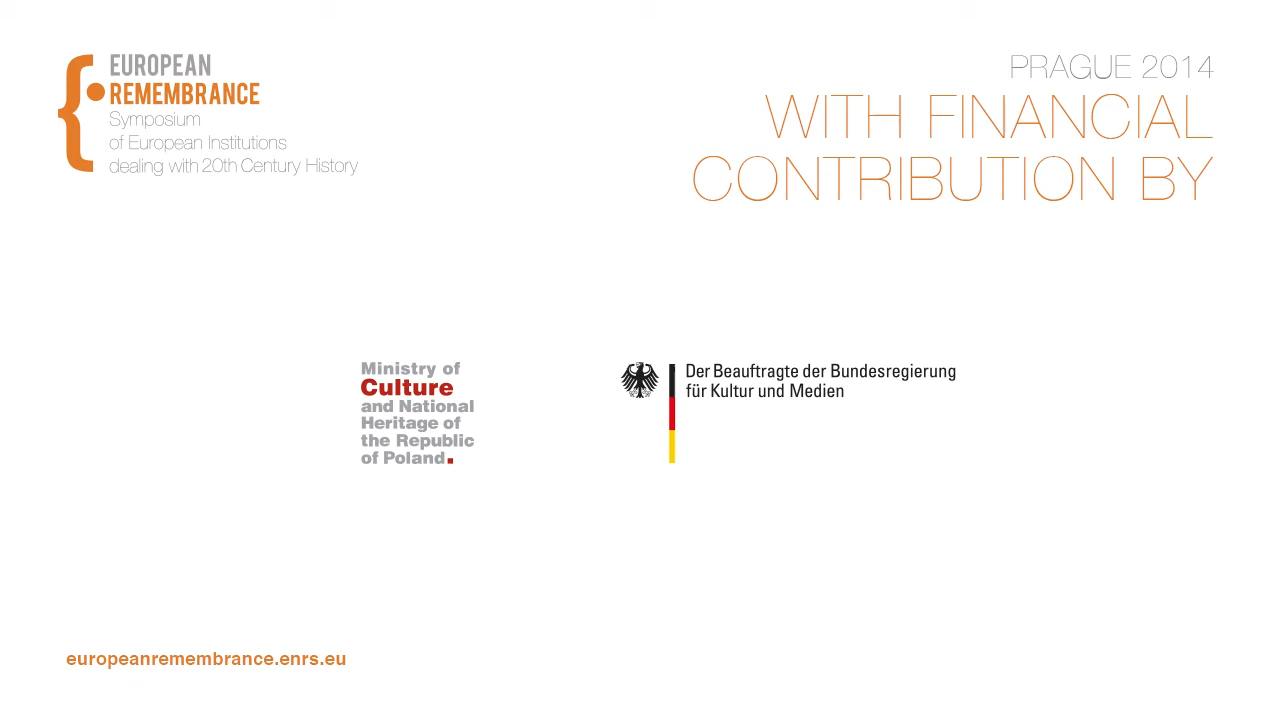 EUROPEAN
REMEMBRANCE
Symposium
of European Institutions
dealing with 20th Century History
PRAGUE 2014
WITH FINANCIAL
CONTRIBUTION BY
Ministry of
Culture
and National
Heritage of
the Republic
of Poland.
Der Beauftragte der Bundesregierung
für Kultur und Medien
europeanremembrance.enrs.eu